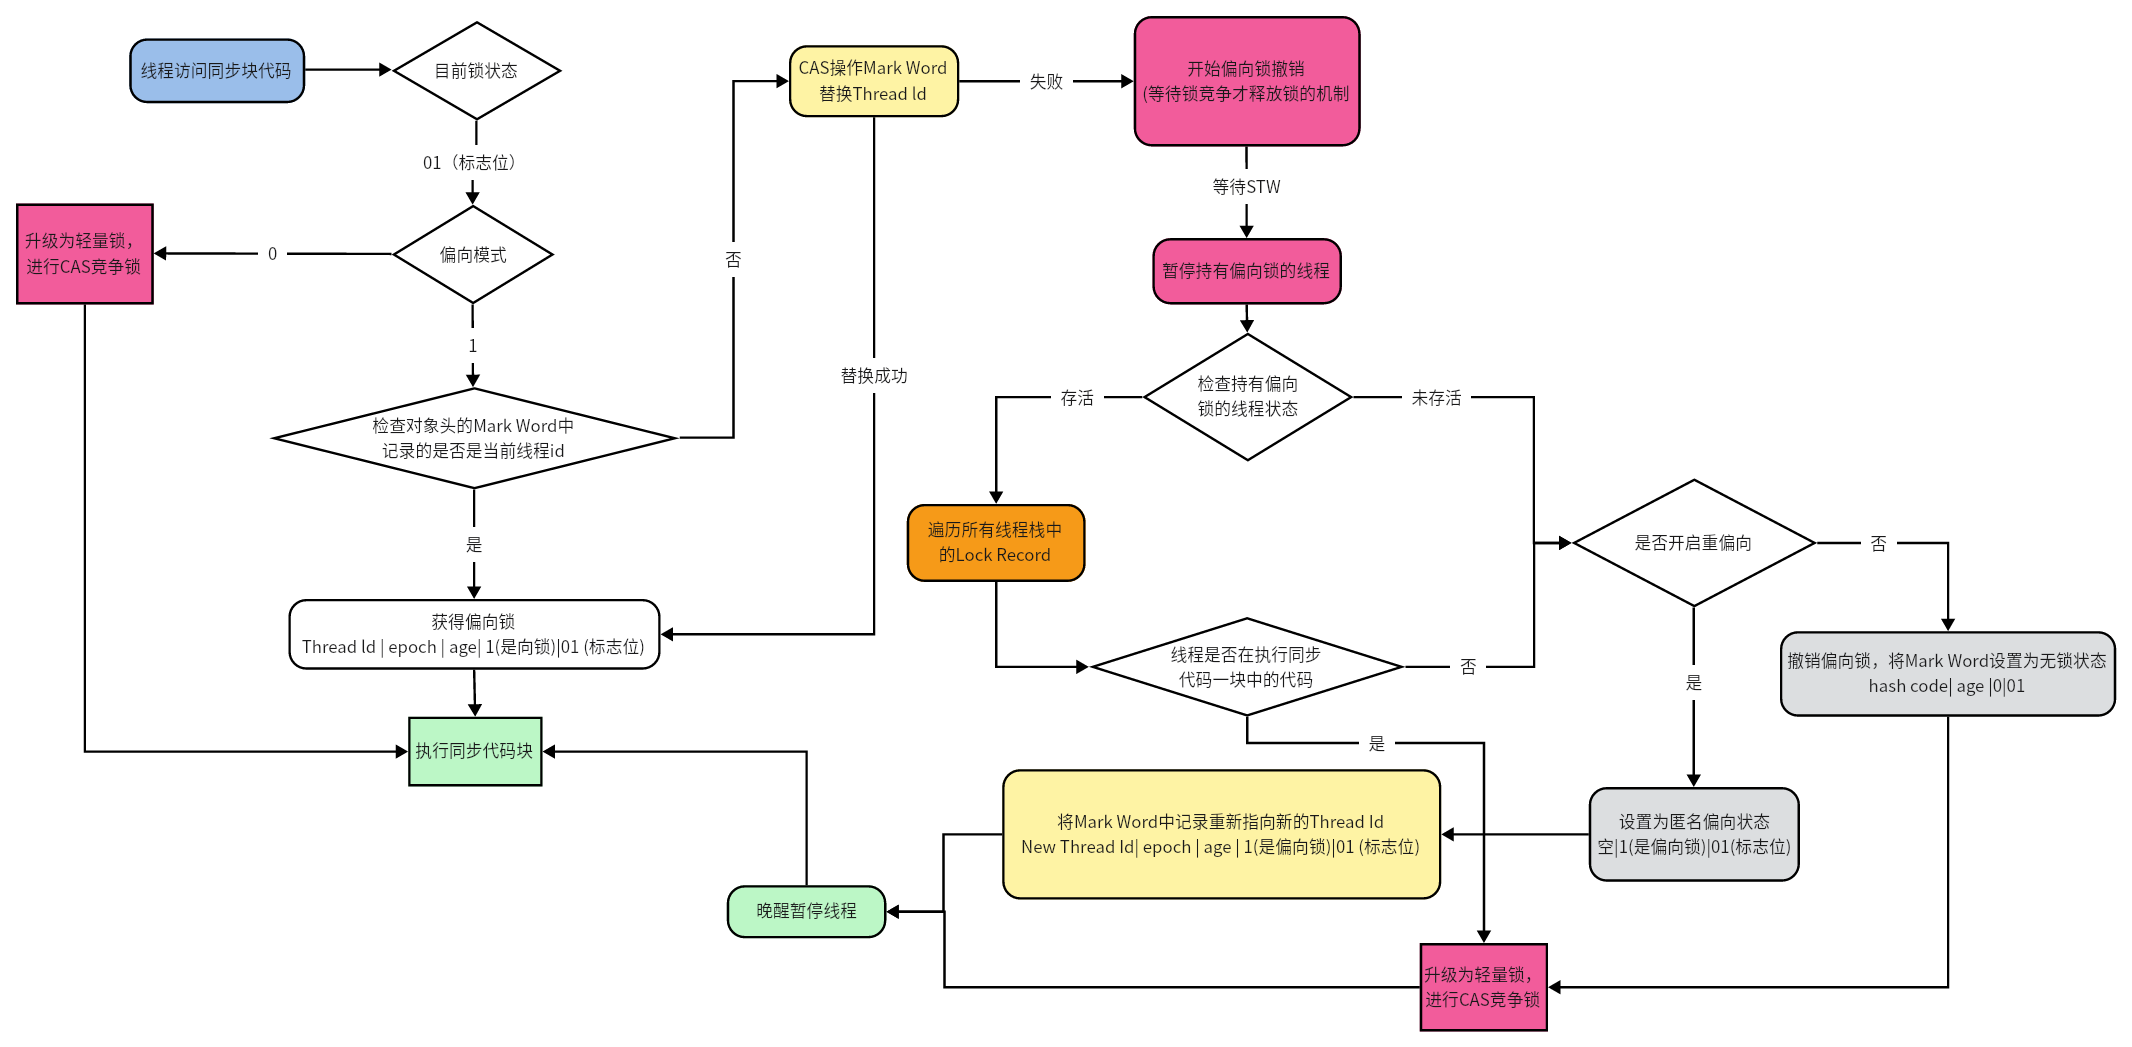 线程访问同步块代码
目前锁状态
CAS操作Mark Word
替换Thread ld
失败
开始偏向锁撤销
(等待锁竞争才释放锁的机制
01（标志位）
等待STW
升级为轻量锁，
进行CAS竞争锁
0
偏向模式
否
暂停持有偏向锁的线程
1
替换成功
存活
检查持有偏向
锁的线程状态
未存活
检查对象头的Mark Word中
记录的是否是当前线程id
遍历所有线程栈中
的Lock Record
是
是否开启重偏向
否
获得偏向锁
Thread ld | epoch | age| 1(是向锁)|01 (标志位)
线程是否在执行同步
代码一块中的代码
否
是
撤销偏向锁，将Mark Word设置为无锁状态
hash code| age |0|01
执行同步代码块
是
将Mark Word中记录重新指向新的Thread Id
New Thread Id| epoch | age | 1(是偏向锁)|01 (标志位)
设置为匿名偏向状态
空|1(是偏向锁)|01(标志位)
晚醒暂停线程
升级为轻量锁，
进行CAS竞争锁